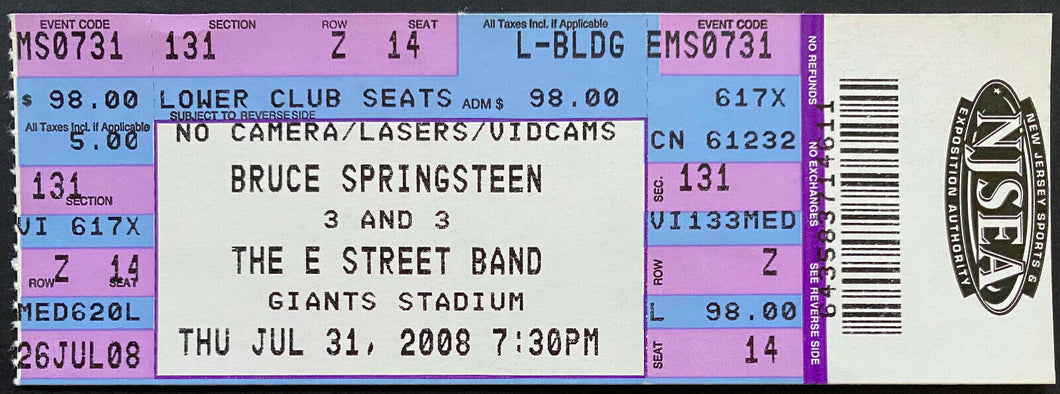 EVENT CODE SECTION ROW SEAT All Taxes Incl. if Applicable EVENT CODE
MS0731 131 Z 14 L-BLDG EMS0731
$ 98.00 LOWER CLUB SEATS ADM $ 98.00 617X
SUBJECT TO REVERSE SIDE
All Taxes Incl. if Applicable
5.00 NO CAMERA/LASERS/VIDCAMS CN 61232
131 SECTION BRUCE SPRINGSTEEN SEC. 131
3 AND 3
VI 617X VI133MED
ROW Z 14 SEAT THE E STREET BAND ROW Z
GIANTS STADIUM
MED620L L 98.00
26JUL08 THU JUL 31, 2008 7:30PM SEAT 14
NO REFUNDS NO EXCHANGES SEE REVERSE SIDE
NEW JERSEY SPORTS &
NJSEA
EXPOSITION AUTHORITY